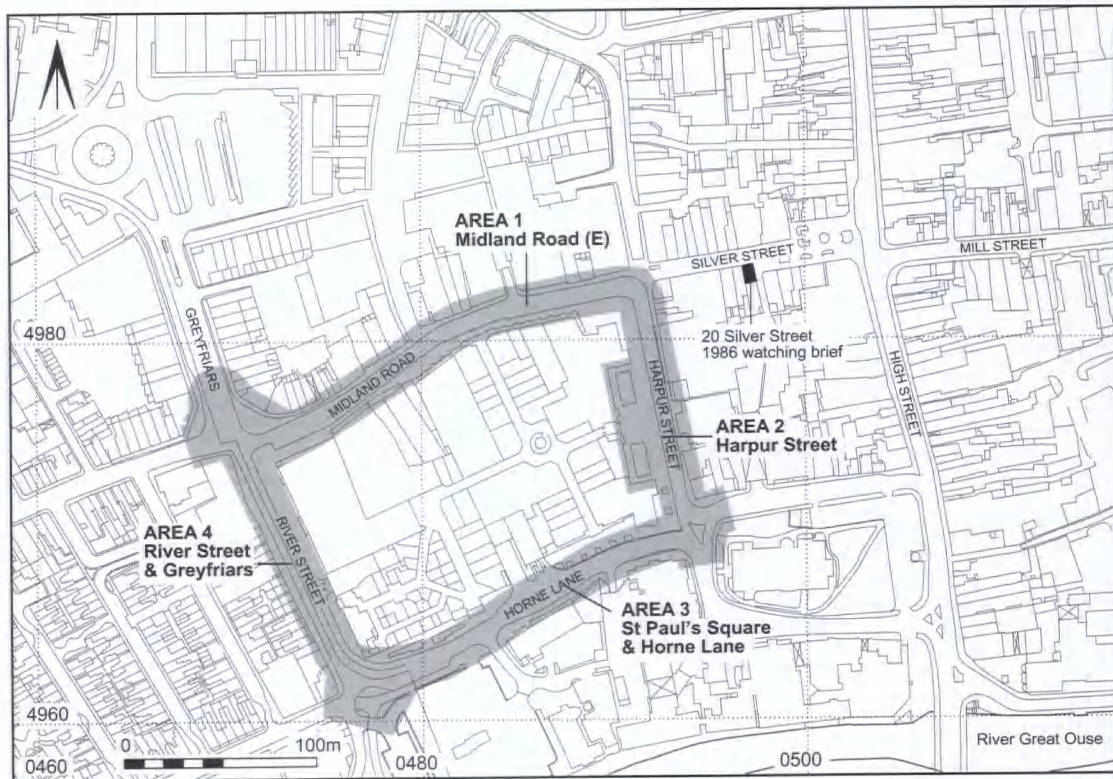 AREA 1
Midland Road (E)
SILVER STREET
MILL STREET
GREYFRIARS
4980
20 Silver Street
1986 watching brief
MIDLAND ROAD
HARPUR STREET
HIGH STREET
AREA 2
Harpur Street
AREA 4
River Street
& Greyfriars
RIVER STREET
HORNE LANE
AREA 3
St Paul's Square
& Horne Lane
4960
0 100m
0460
0480
0500
River Great Ouse